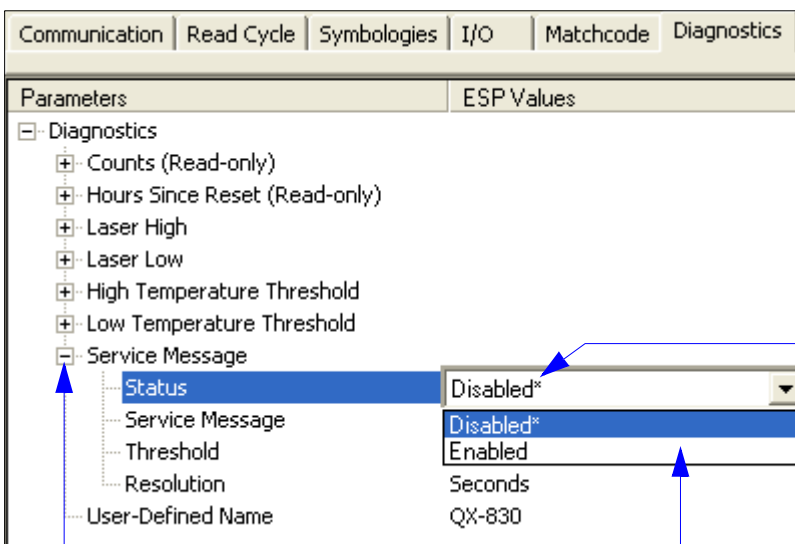 Communication Read Cycle Symbologies I/O Matchcode Diagnostics
Parameters ESP Values
Diagnostics
Counts (Read-only)
Hours Since Reset (Read-only)
Laser High
Laser Low
High Temperature Threshold
Low Temperature Threshold
Service Message
Status Disabled*
Service Message Disabled*
Threshold Enabled
Resolution Seconds
User-Defined Name QX-830